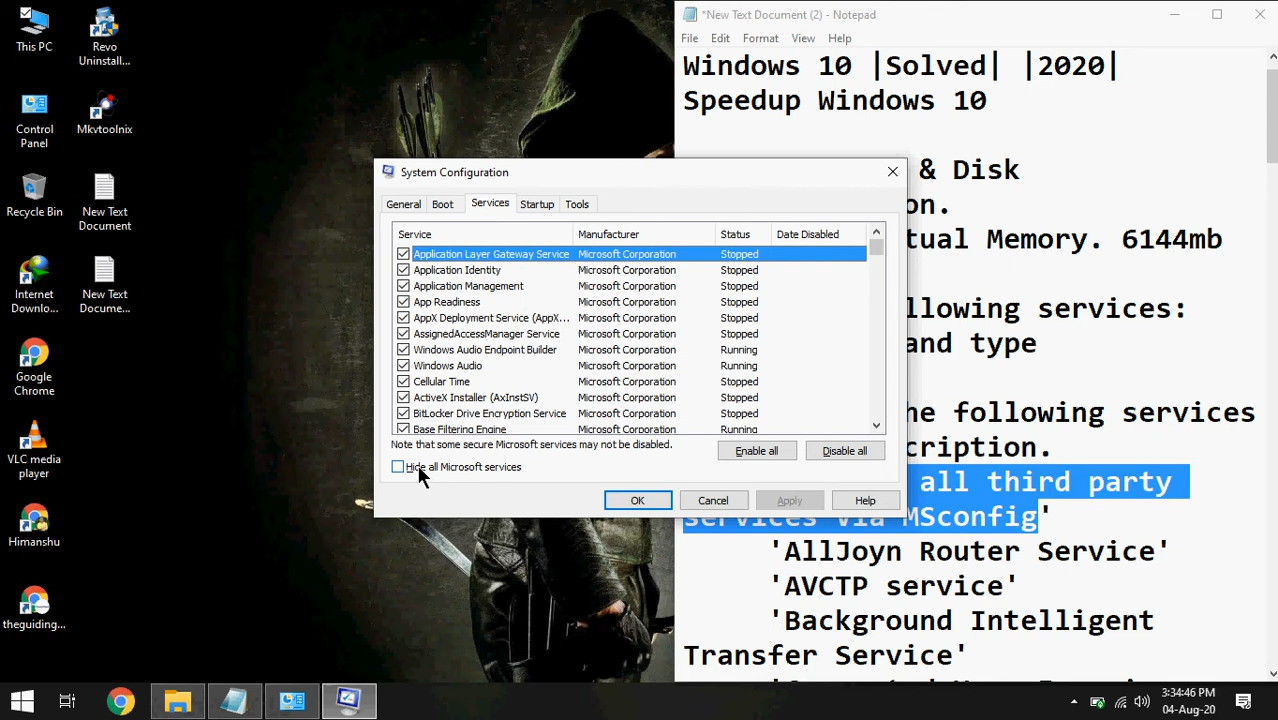 This PC
Revo
Uninstall...
Control
Panel
Mkvtoolnix
Recycle Bin
New Text
Document
Internet
Downlo...
New Text
Docume...
Google
Chrome
VLC media
player
Himanshu
theguiding...
*New Text Document (2) - Notepad
File Edit Format View Help
Windows 10 |Solved| |2020|
Speedup Windows 10
& Disk
on.
tual Memory. 6144mb
llowing services:
and type
he following services
cription.
all third party
services via MSconfig'
'AllJoyn Router Service'
'AVCTP service'
'Background Intelligent
Transfer Service'
System Configuration
General Boot Services Startup Tools
Service Manufacturer Status Date Disabled
Application Layer Gateway Service Microsoft Corporation Stopped
Application Identity Microsoft Corporation Stopped
Application Management Microsoft Corporation Stopped
App Readiness Microsoft Corporation Stopped
AppX Deployment Service (AppX... Microsoft Corporation Stopped
AssignedAccessManager Service Microsoft Corporation Stopped
Windows Audio Endpoint Builder Microsoft Corporation Running
Windows Audio Microsoft Corporation Running
Cellular Time Microsoft Corporation Stopped
ActiveX Installer (AxInstSV) Microsoft Corporation Stopped
BitLocker Drive Encryption Service Microsoft Corporation Stopped
Base Filtering Engine Microsoft Corporation Running
Note that some secure Microsoft services may not be disabled.
Enable all Disable all
Hide all Microsoft services
OK Cancel Apply Help
3:34:46 PM
04-Aug-20